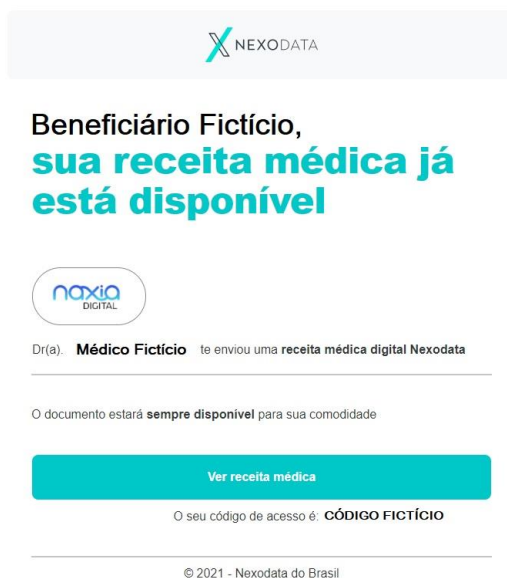 NEXODATA
Beneficiário Fictício,
sua receita médica já
está disponível
naxia
DIGITAL
Dr(a). Médico Fictício te enviou uma receita médica digital Nexodata
O documento estará sempre disponível para sua comodidade
Ver receita médica
O seu código de acesso é: CÓDIGO FICTÍCIO
© 2021 - Nexodata do Brasil